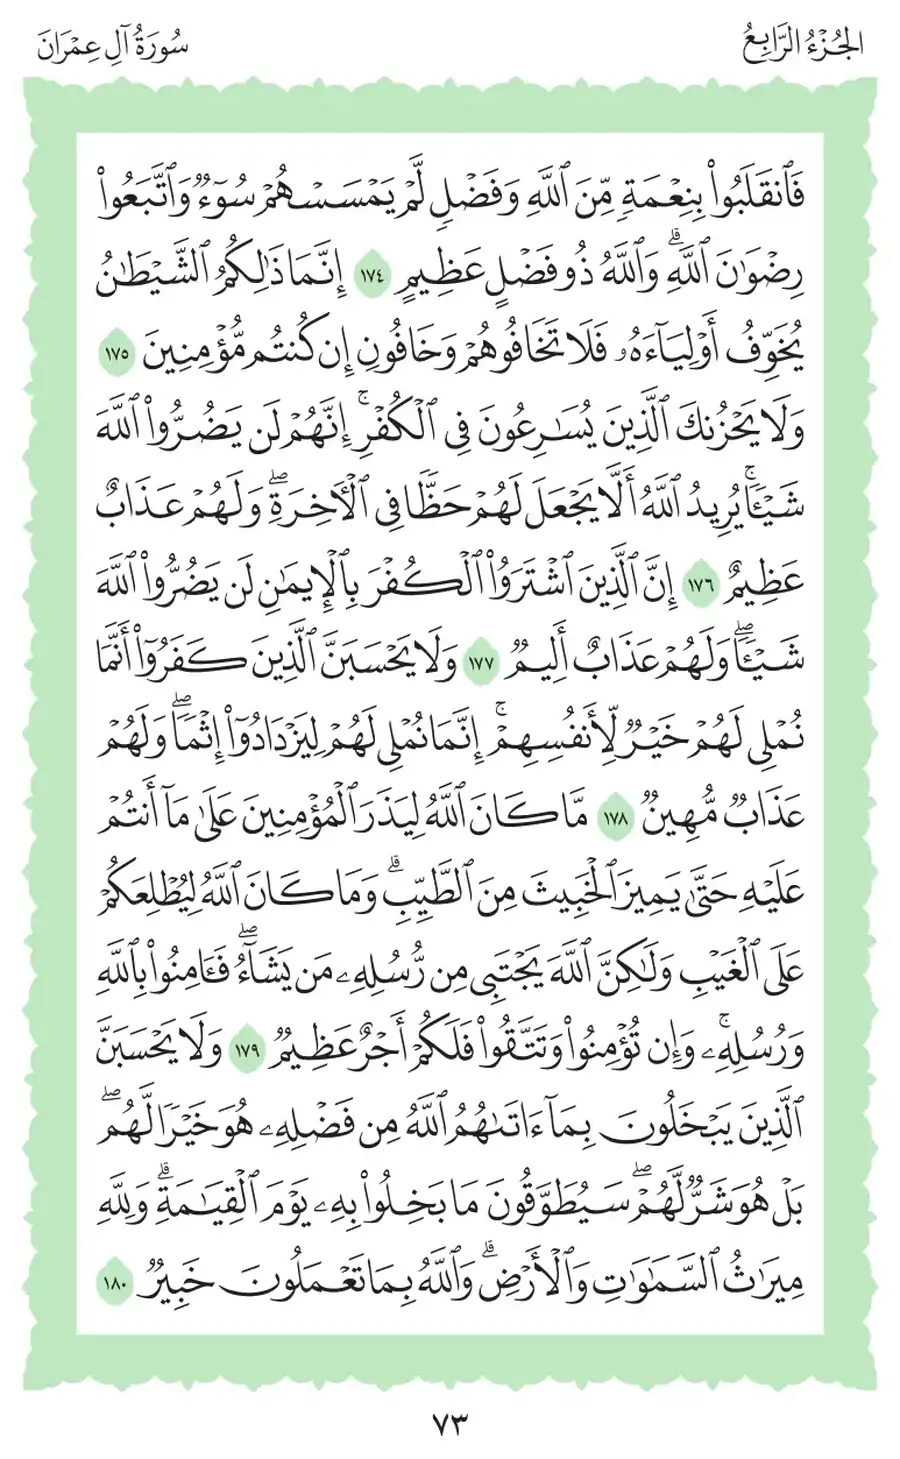 الجُزْءُ الرَّابِعُ
سُورَةُ آلِ عِمْرَانَ
فَٱنقَلَبُوا۟ بِنِعْمَةٍ مِّنَ ٱللَّهِ وَفَضْلٍ لَّمْ يَمْسَسْهُمْ سُوٓءٌ وَٱتَّبَعُوا۟
رِضْوَٰنَ ٱللَّهِ ۗ وَٱللَّهُ ذُو فَضْلٍ عَظِيمٍ ١٧٤ إِنَّمَا ذَٰلِكُمُ ٱلشَّيْطَٰنُ
يُخَوِّفُ أَوْلِيَآءَهُۥ فَلَا تَخَافُوهُمْ وَخَافُونِ إِن كُنتُم مُّؤْمِنِينَ ١٧٥
وَلَا يَحْزُنكَ ٱلَّذِينَ يُسَٰرِعُونَ فِى ٱلْكُفْرِ ۚ إِنَّهُمْ لَن يَضُرُّوا۟ ٱللَّهَ
شَيْـًٔا ۚ يُرِيدُ ٱللَّهُ أَلَّا يَجْعَلَ لَهُمْ حَظًّا فِى ٱلْـَٔاخِرَةِ ۖ وَلَهُمْ عَذَابٌ
عَظِيمٌ ١٧٦ إِنَّ ٱلَّذِينَ ٱشْتَرَوُا۟ ٱلْكُفْرَ بِٱلْإِيمَٰنِ لَن يَضُرُّوا۟ ٱللَّهَ
شَيْـًٔا ۖ وَلَهُمْ عَذَابٌ أَلِيمٌ ١٧٧ وَلَا يَحْسَبَنَّ ٱلَّذِينَ كَفَرُوٓا۟ أَنَّمَا
نُمْلِى لَهُمْ خَيْرٌ لِّأَنفُسِهِمْ ۚ إِنَّمَا نُمْلِى لَهُمْ لِيَزْدَادُوٓا۟ إِثْمًا ۖ وَلَهُمْ
عَذَابٌ مُّهِينٌ ١٧٨ مَّا كَانَ ٱللَّهُ لِيَذَرَ ٱلْمُؤْمِنِينَ عَلَىٰ مَآ أَنتُمْ
عَلَيْهِ حَتَّىٰ يَمِيزَ ٱلْخَبِيثَ مِنَ ٱلطَّيِّبِ ۗ وَمَا كَانَ ٱللَّهُ لِيُطْلِعَكُمْ
عَلَى ٱلْغَيْبِ وَلَٰكِنَّ ٱللَّهَ يَجْتَبِى مِن رُّسُلِهِۦ مَن يَشَآءُ ۖ فَـَٔامِنُوا۟ بِٱللَّهِ
وَرُسُلِهِۦ ۚ وَإِن تُؤْمِنُوا۟ وَتَتَّقُوا۟ فَلَكُمْ أَجْرٌ عَظِيمٌ ١٧٩ وَلَا يَحْسَبَنَّ
ٱلَّذِينَ يَبْخَلُونَ بِمَآ ءَاتَىٰهُمُ ٱللَّهُ مِن فَضْلِهِۦ هُوَ خَيْرًا لَّهُم ۖ
بَلْ هُوَ شَرٌّ لَّهُمْ ۖ سَيُطَوَّقُونَ مَا بَخِلُوا۟ بِهِۦ يَوْمَ ٱلْقِيَٰمَةِ ۗ وَلِلَّهِ
مِيرَٰثُ ٱلسَّمَٰوَٰتِ وَٱلْأَرْضِ ۗ وَٱللَّهُ بِمَا تَعْمَلُونَ خَبِيرٌ ١٨٠
٧٣